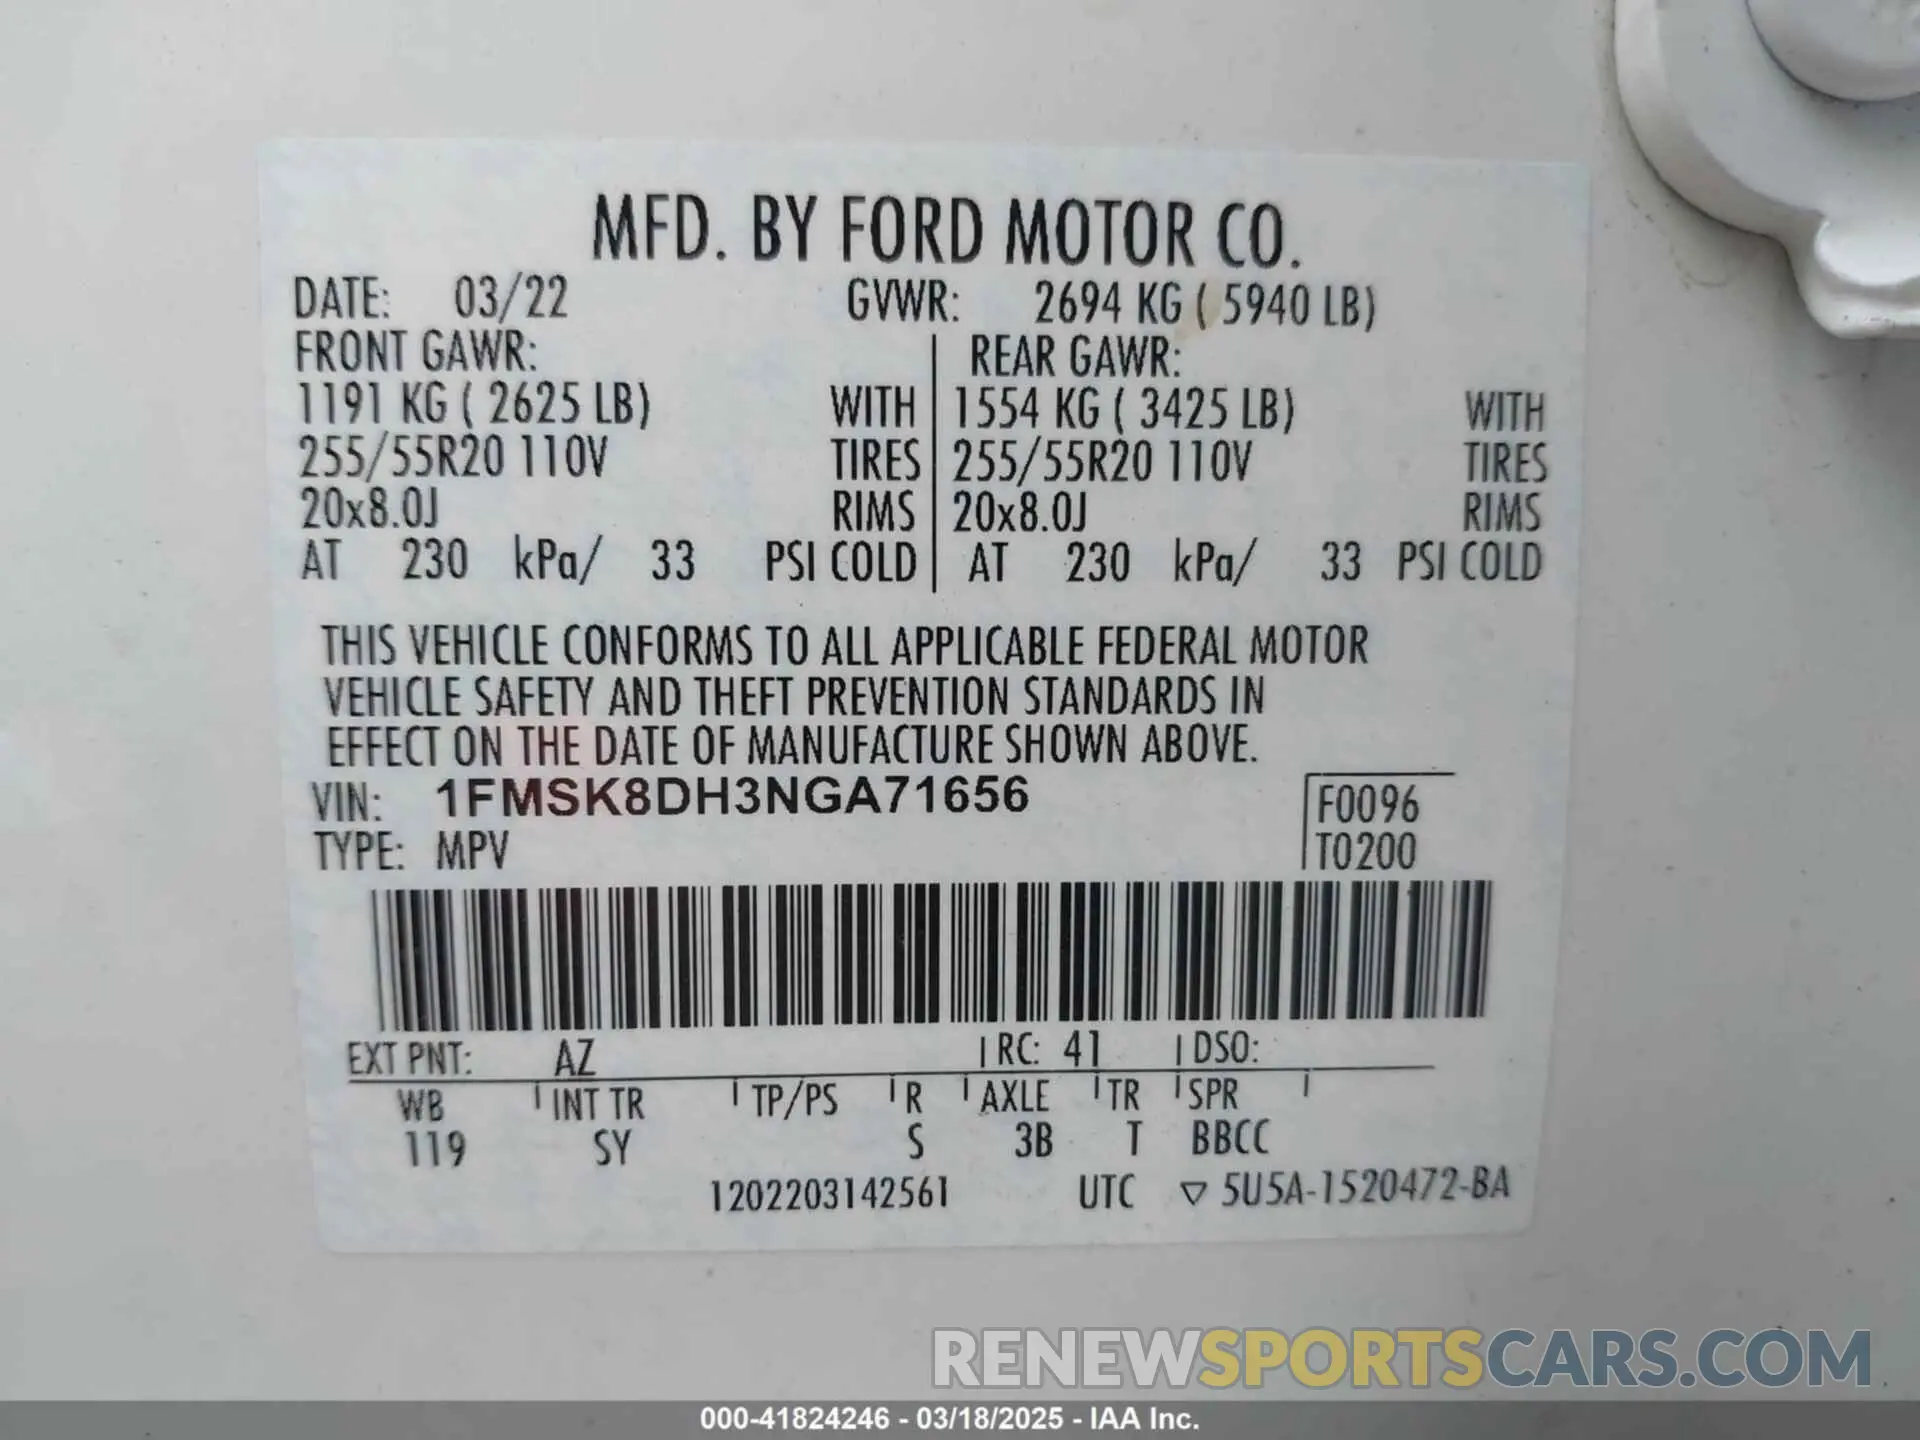 MFD. BY FORD MOTOR CO.
DATE: 03/22 GVWR: 2694 KG ( 5940 LB)
FRONT GAWR: REAR GAWR:
1191 KG ( 2625 LB) WITH 1554 KG ( 3425 LB) WITH
255/55R20 110V TIRES 255/55R20 110V TIRES
20x8.0J RIMS 20x8.0J RIMS
AT 230 kPa/ 33 PSI COLD AT 230 kPa/ 33 PSI COLD
THIS VEHICLE CONFORMS TO ALL APPLICABLE FEDERAL MOTOR
VEHICLE SAFETY AND THEFT PREVENTION STANDARDS IN
EFFECT ON THE DATE OF MANUFACTURE SHOWN ABOVE.
VIN: 1FMSK8DH3NGA71656 F0096
TYPE: MPV T0200
EXT PNT: AZ RC: 41 DSO:
WB INT TR TP/PS R AXLE TR SPR
119 SY S 3B T BBCC
1202203142561 UTC ▽ 5U5A-1520472-BA
RENEWSPORTSCARS.COM
000-41824246 - 03/18/2025 - IAA Inc.